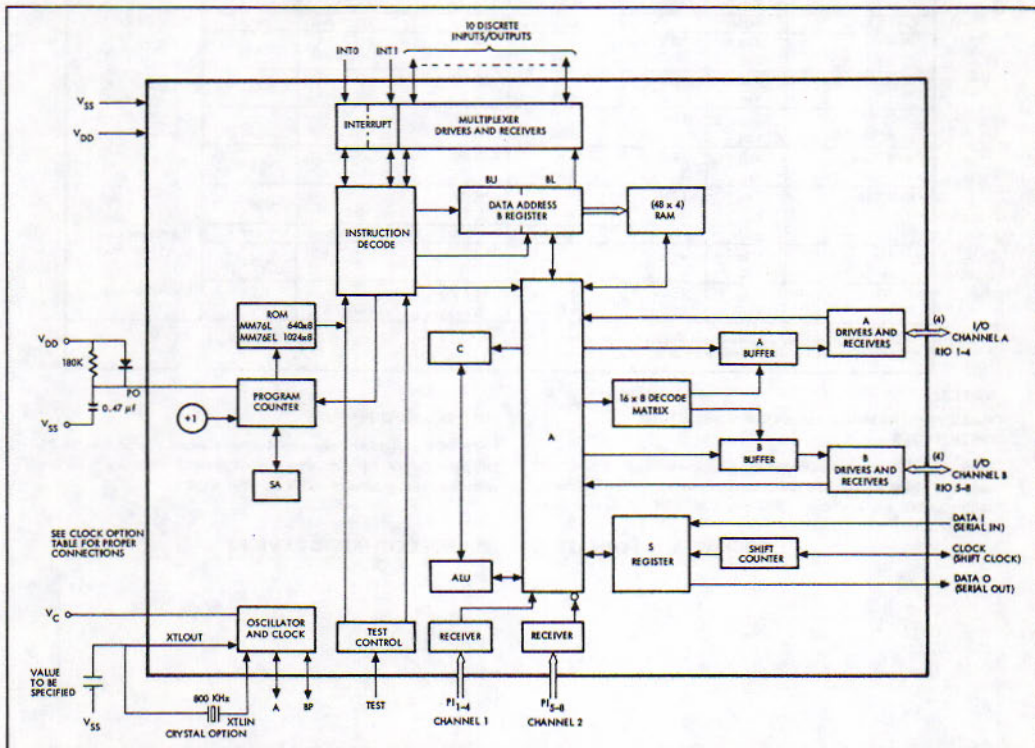 10 DISCRETE
INPUTS/OUTPUTS
INT0 INT1
VSS
VDD
INTERRUPT
MULTIPLEXER
DRIVERS AND RECEIVERS
BU BL
DATA ADDRESS
B REGISTER
(48 x 4)
RAM
INSTRUCTION
DECODE
ROM
MM76L 640x8
MM76EL 1024x8
VDD
180K
PO
0.47 µF
VSS
+1
PROGRAM
COUNTER
SA
C
A
A
BUFFER
A
DRIVERS AND
RECEIVERS
(4)
I/O
CHANNEL A
RIO 1-4
16 x 8 DECODE
MATRIX
B
BUFFER
B
DRIVERS AND
RECEIVERS
(4)
I/O
CHANNEL B
RIO 5-8
SEE CLOCK OPTION
TABLE FOR PROPER
CONNECTIONS
S
REGISTER
SHIFT
COUNTER
DATA I
(SERIAL IN)
CLOCK
(SHIFT CLOCK)
DATA O
(SERIAL OUT)
ALU
VC
OSCILLATOR
AND CLOCK
TEST
CONTROL
RECEIVER
RECEIVER
XTLOUT
VALUE
TO BE
SPECIFIED
VSS
800 KHz
XTLIN
CRYSTAL OPTION
A BP
TEST
PI1-4
CHANNEL 1
PI5-8
CHANNEL 2